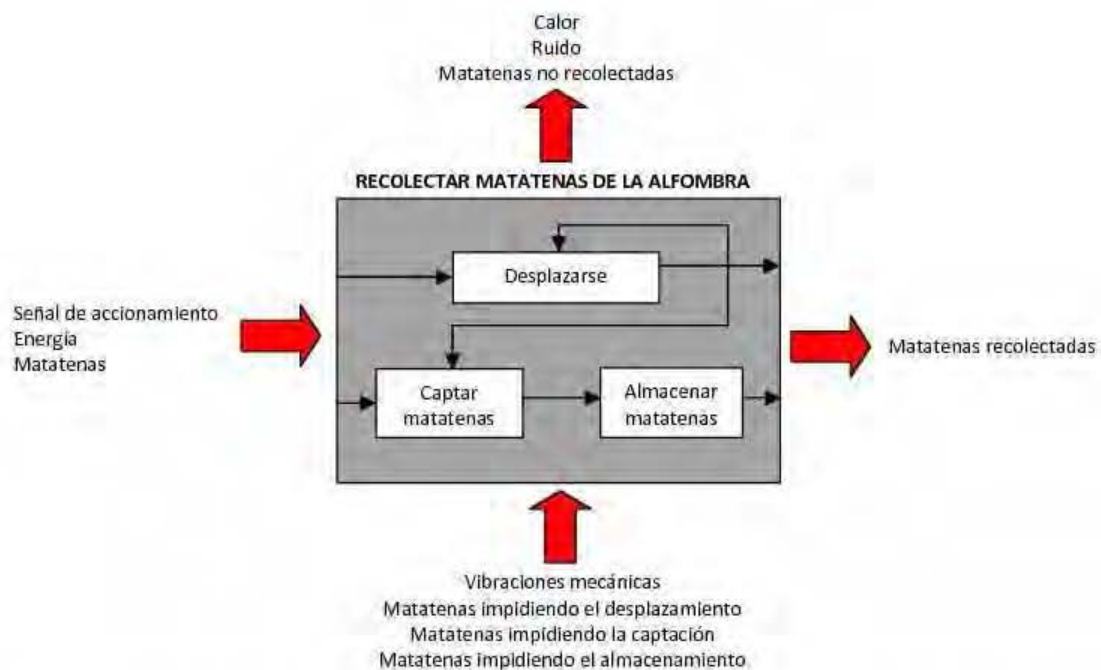 Calor
Ruido
Matatenas no recolectadas
RECOLECTAR MATATENAS DE LA ALFOMBRA
Desplazarse
Señal de accionamiento
Energía
Matatenas
Matatenas recolectadas
Captar
matatenas
Almacenar
matatenas
Vibraciones mecánicas
Matatenas impidiendo el desplazamiento
Matatenas impidiendo la captación
Matatenas impidiendo el almacenamiento